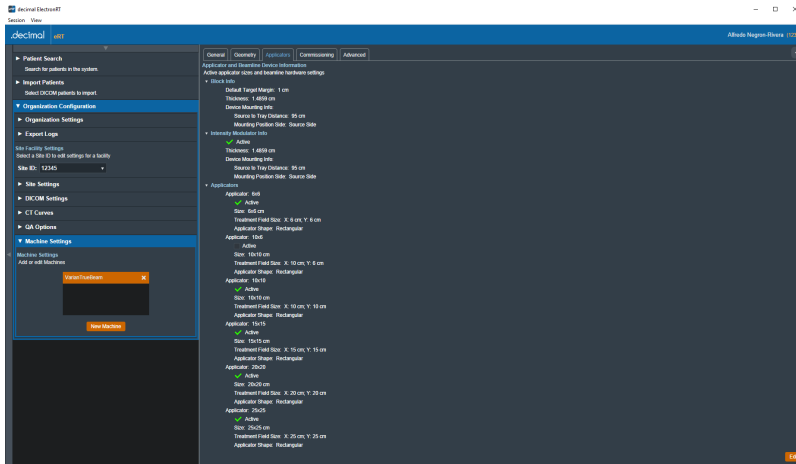 decimal ElectronRT
Session View
.decimal eRT
Alfredo Negron-Rivera (123
Patient Search
Search for patients in the system.
Import Patients
Select DICOM patients to import.
Organization Configuration
Organization Settings
Export Logs
Site Facility Settings
Select a Site ID to edit settings for a facility
Site ID: 12345
Site Settings
DICOM Settings
CT Curves
QA Options
Machine Settings
Machine Settings
Add or edit Machines
VarianTrueBeam
New Machine
General Geometry Applicators Commissioning Advanced
Applicator and Beamline Device Information
Active applicator sizes and beamline hardware settings
Block Info
Default Target Margin: 1 cm
Thickness: 1.4859 cm
Device Mounting Info
Source to Tray Distance: 95 cm
Mounting Position Side: Source Side
Intensity Modulator Info
Active
Thickness: 1.4859 cm
Device Mounting Info
Source to Tray Distance: 95 cm
Mounting Position Side: Source Side
Applicators
Applicator: 6x6
Active
Size: 6x6 cm
Treatment Field Size: X: 6 cm; Y: 6 cm
Applicator Shape: Rectangular
Applicator: 10x6
Active
Size: 10x10 cm
Treatment Field Size: X: 10 cm; Y: 6 cm
Applicator Shape: Rectangular
Applicator: 10x10
Active
Size: 10x10 cm
Treatment Field Size: X: 10 cm; Y: 10 cm
Applicator Shape: Rectangular
Applicator: 15x15
Active
Size: 15x15 cm
Treatment Field Size: X: 15 cm; Y: 15 cm
Applicator Shape: Rectangular
Applicator: 20x20
Active
Size: 20x20 cm
Treatment Field Size: X: 20 cm; Y: 20 cm
Applicator Shape: Rectangular
Applicator: 25x25
Active
Size: 25x25 cm
Treatment Field Size: X: 25 cm; Y: 25 cm
Applicator Shape: Rectangular